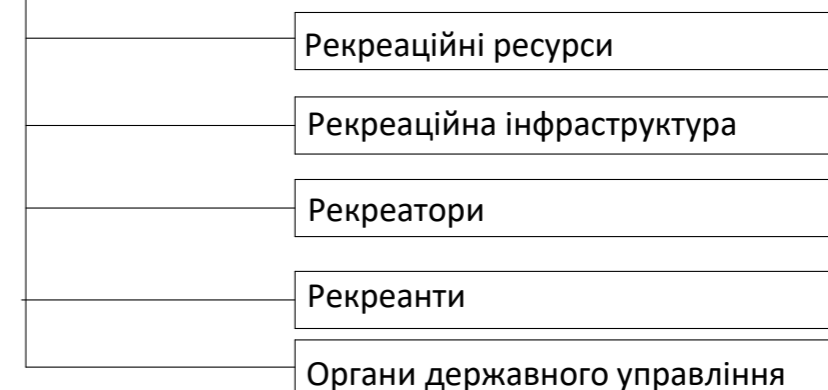 Рекреаційні ресурси
Рекреаційна інфраструктура
Рекреатори
Рекреанти
Органи державного управління